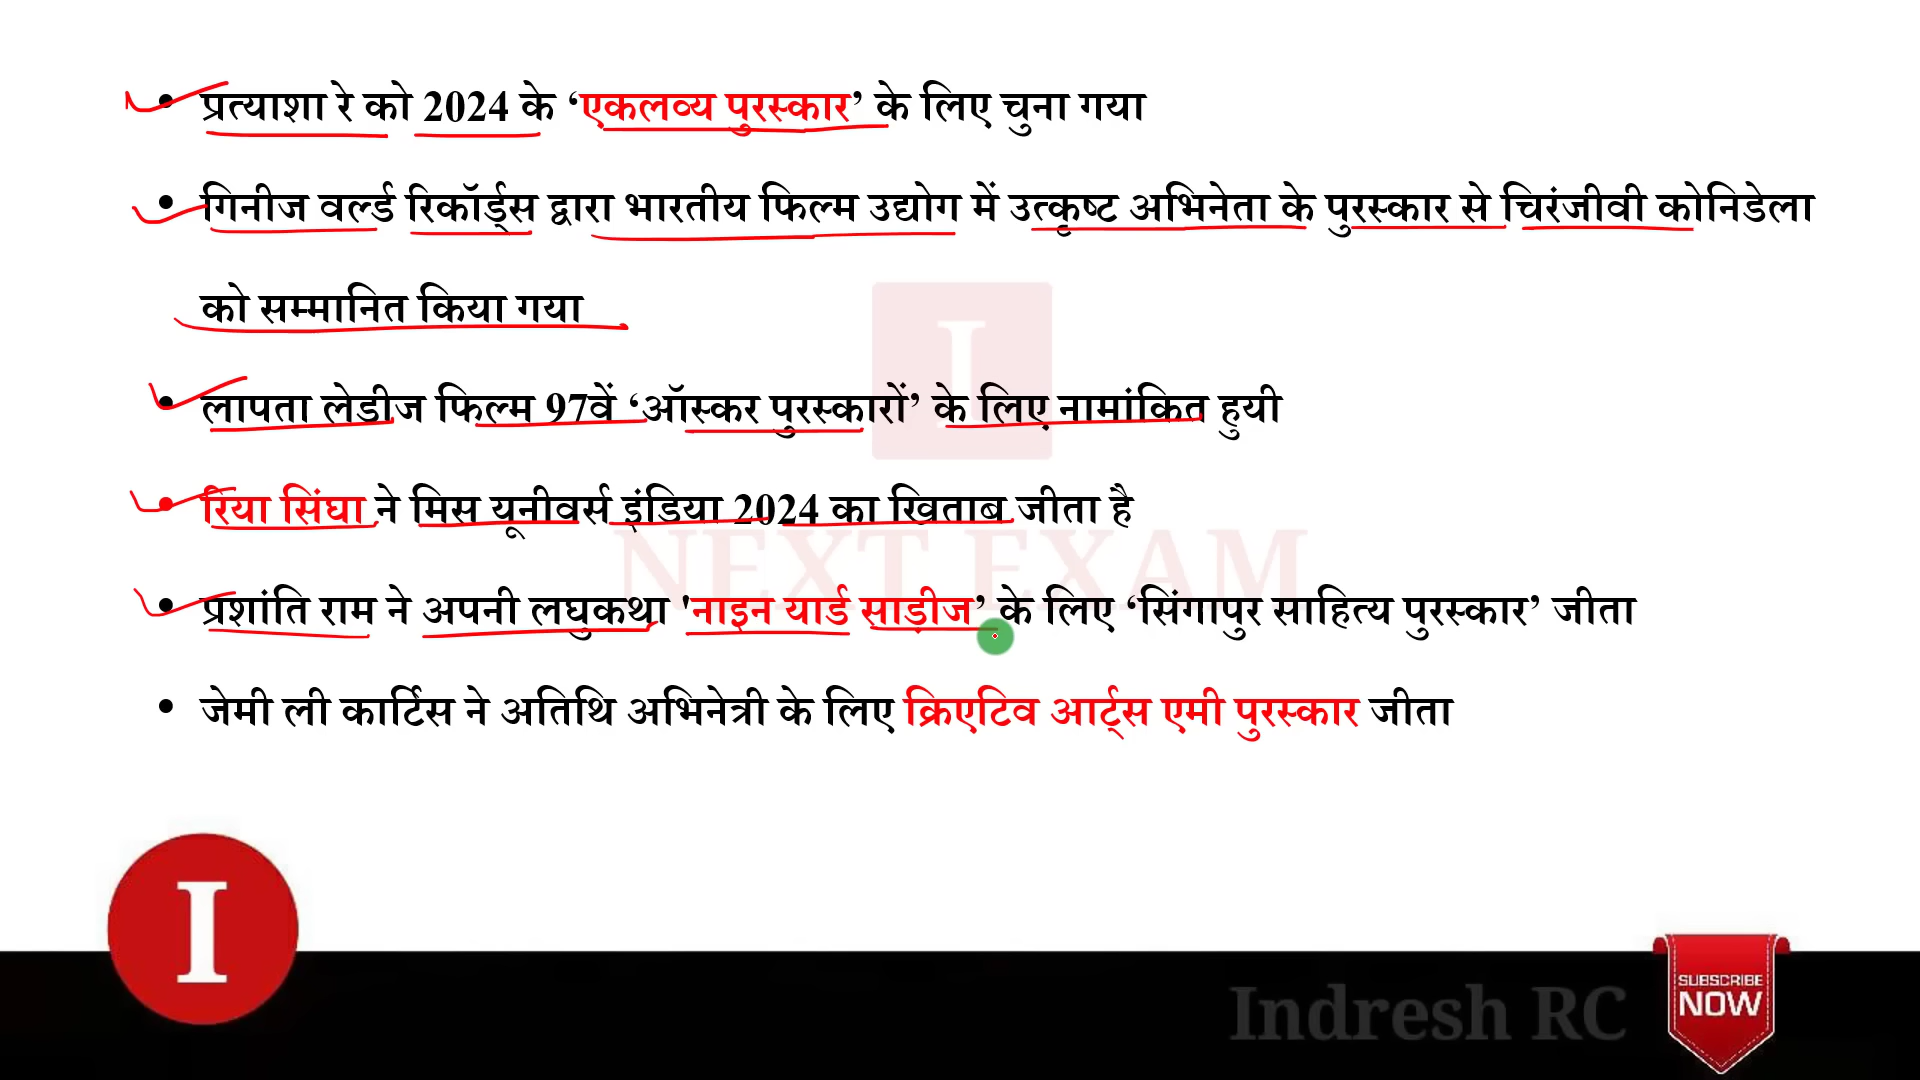 • प्रत्याशा रे को 2024 के ‘एकलव्य पुरस्कार’ के लिए चुना गया
• गिनीज वर्ल्ड रिकॉर्ड्स द्वारा भारतीय फिल्म उद्योग में उत्कृष्ट अभिनेता के पुरस्कार से चिरंजीवी कोनिडेला
को सम्मानित किया गया
I
• लापता लेडीज फिल्म 97वें ‘ऑस्कर पुरस्कारों’ के लिए नामांकित हुयी
• रिया सिंघा ने मिस यूनीवर्स इंडिया 2024 का खिताब जीता है
NEXT EXAM
• प्रशांति राम ने अपनी लघुकथा 'नाइन यार्ड साड़ीज’ के लिए ‘सिंगापुर साहित्य पुरस्कार’ जीता
• जेमी ली कार्टिस ने अतिथि अभिनेत्री के लिए क्रिएटिव आर्ट्स एमी पुरस्कार जीता
I
Indresh RC
SUBSCRIBE
NOW